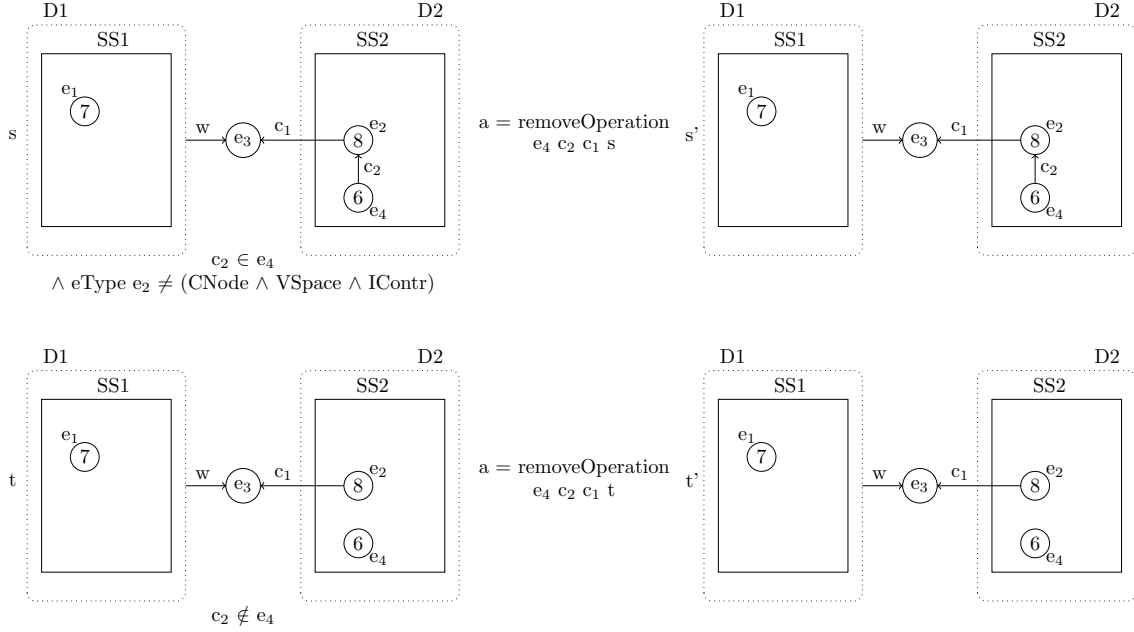 D1 D2 D1 D2
SS1 SS2 SS1 SS2
e₁ 7 e₁ 7
s w e₃ c₁ 8 e₂ a = removeOperation s' w e₃ c₁ 8 e₂
e₄ c₂ c₁ s
c₂ c₂
6 e₄ 6 e₄
c₂ ∈ e₄
∧ eType e₂ ≠ (CNode ∧ VSpace ∧ IContr)
D1 D2 D1 D2
SS1 SS2 SS1 SS2
e₁ 7 e₁ 7
t w e₃ c₁ 8 e₂ a = removeOperation t' w e₃ c₁ 8 e₂
e₄ c₂ c₁ t
6 e₄ 6 e₄
c₂ ∉ e₄